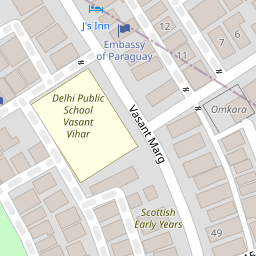 J's Inn
Embassy
of Paraguay
12
7
6
11
Delhi Public
School
Vasant
Vihar
Vasant Marg
Omkara
Scottish
Early Years
49